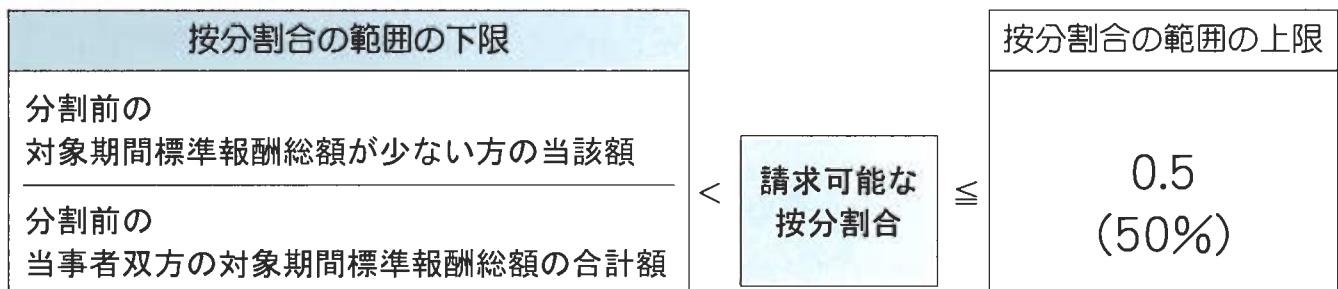 按分割合の範囲の下限
分割前の
対象期間標準報酬総額が少ない方の当該額
分割前の
当事者双方の対象期間標準報酬総額の合計額
<
請求可能な
按分割合
≦
按分割合の範囲の上限
0.5
(50%)